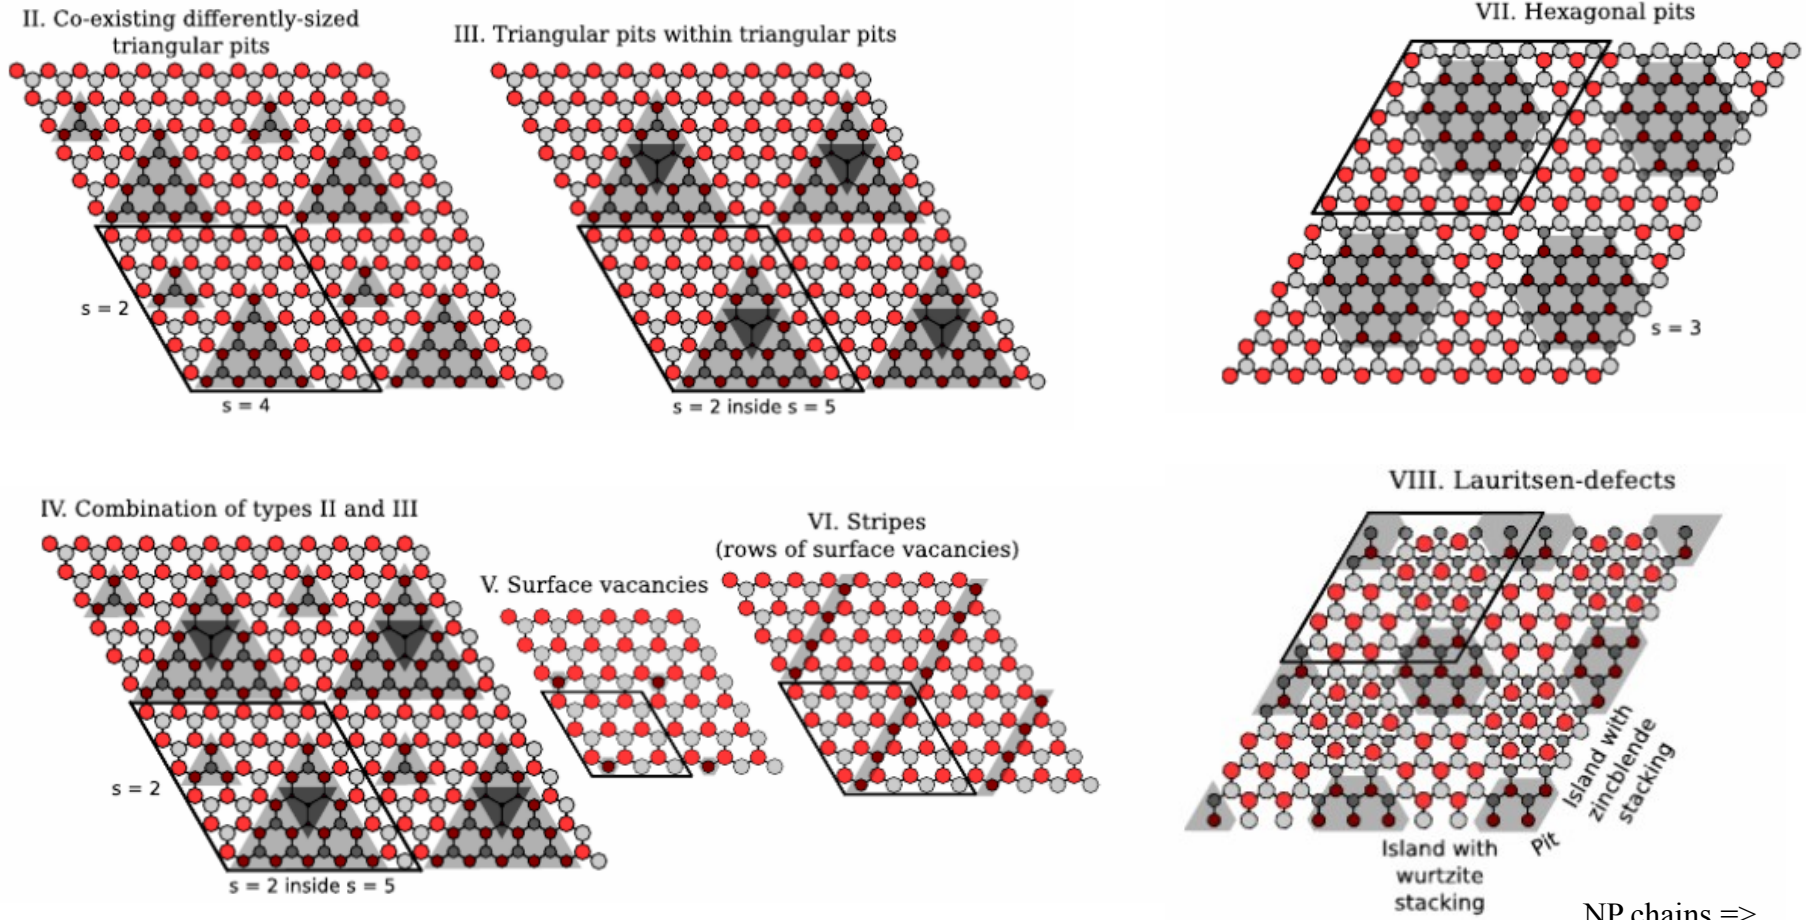 II. Co-existing differently-sized
triangular pits
III. Triangular pits within triangular pits
VII. Hexagonal pits
s = 2
s = 4
s = 2 inside s = 5
s = 3
IV. Combination of types II and III
V. Surface vacancies
VI. Stripes
(rows of surface vacancies)
VIII. Lauritsen-defects
s = 2
s = 2 inside s = 5
Island with
wurtzite
stacking
Pit
Island with
zincblende
stacking
NP chains =>